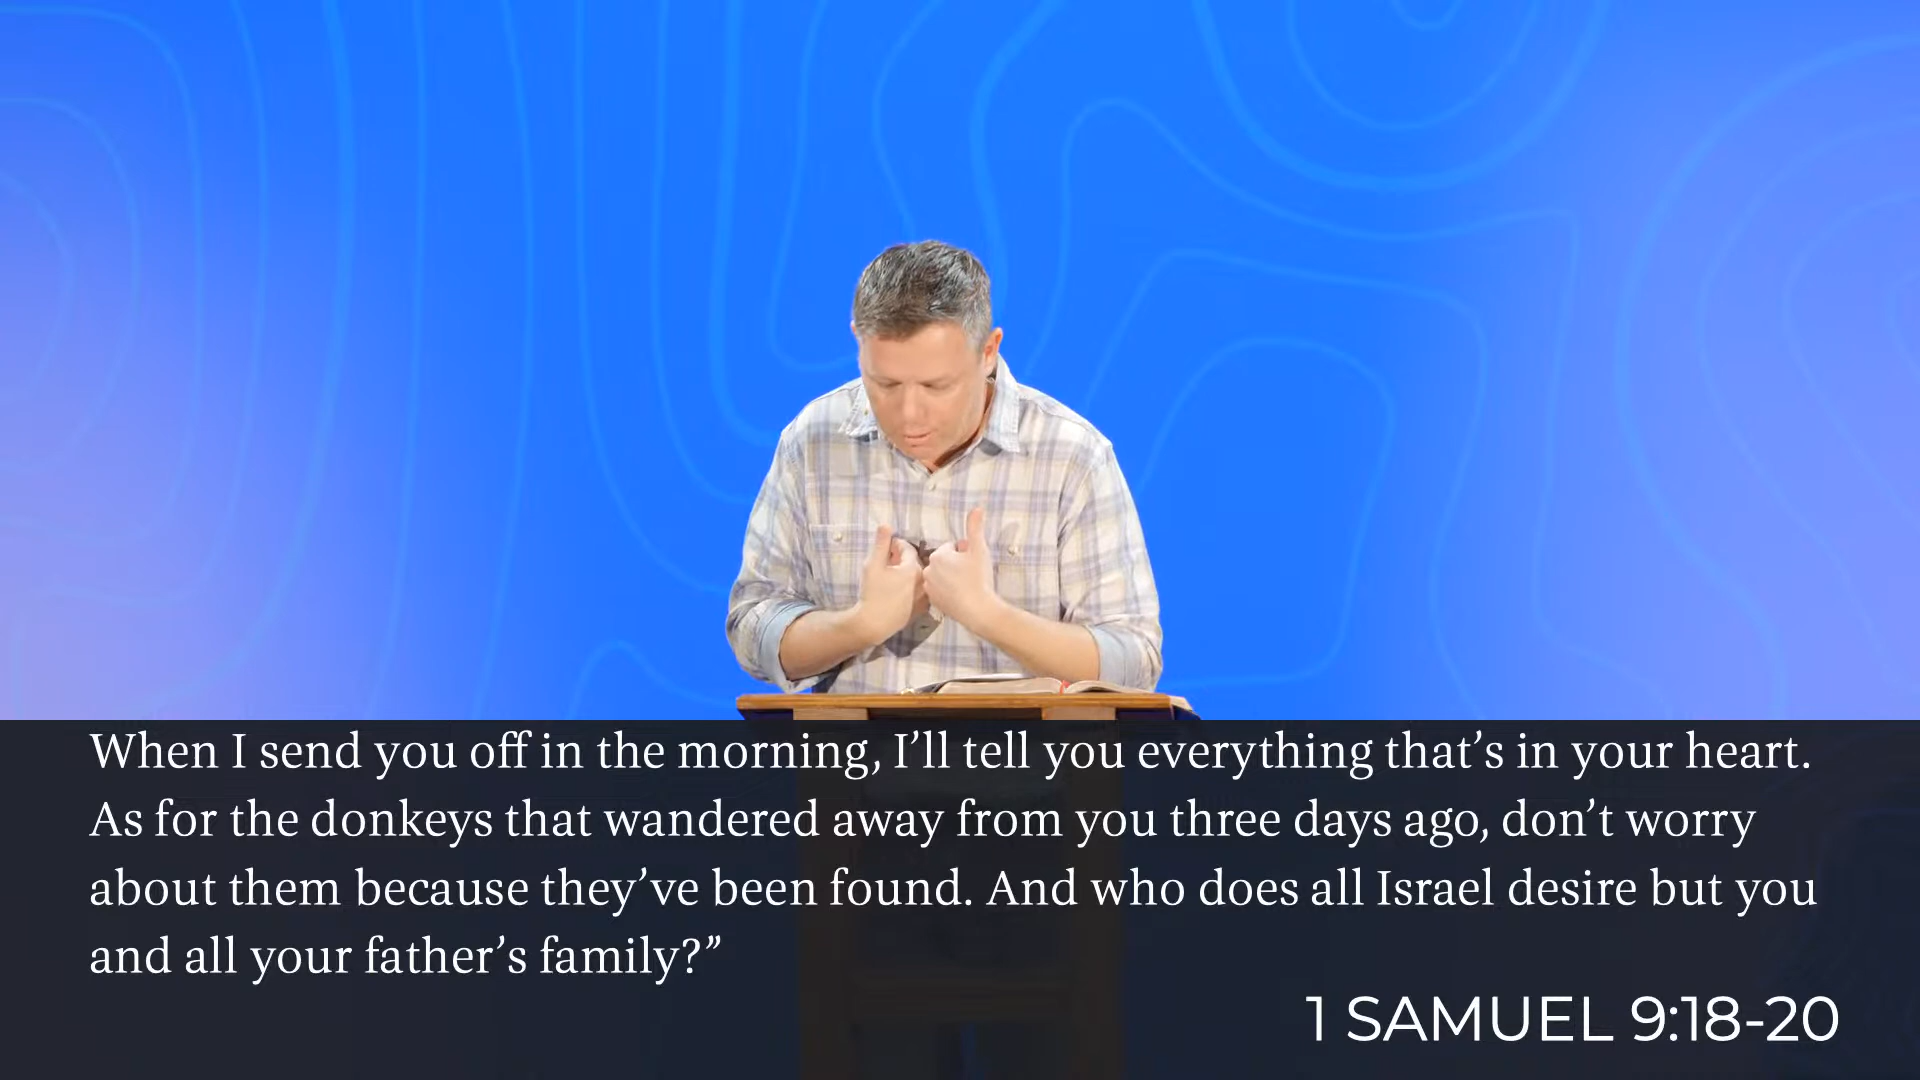 When I send you off in the morning, I’ll tell you everything that’s in your heart.
As for the donkeys that wandered away from you three days ago, don’t worry
about them because they’ve been found. And who does all Israel desire but you
and all your father’s family?”
1 SAMUEL 9:18-20